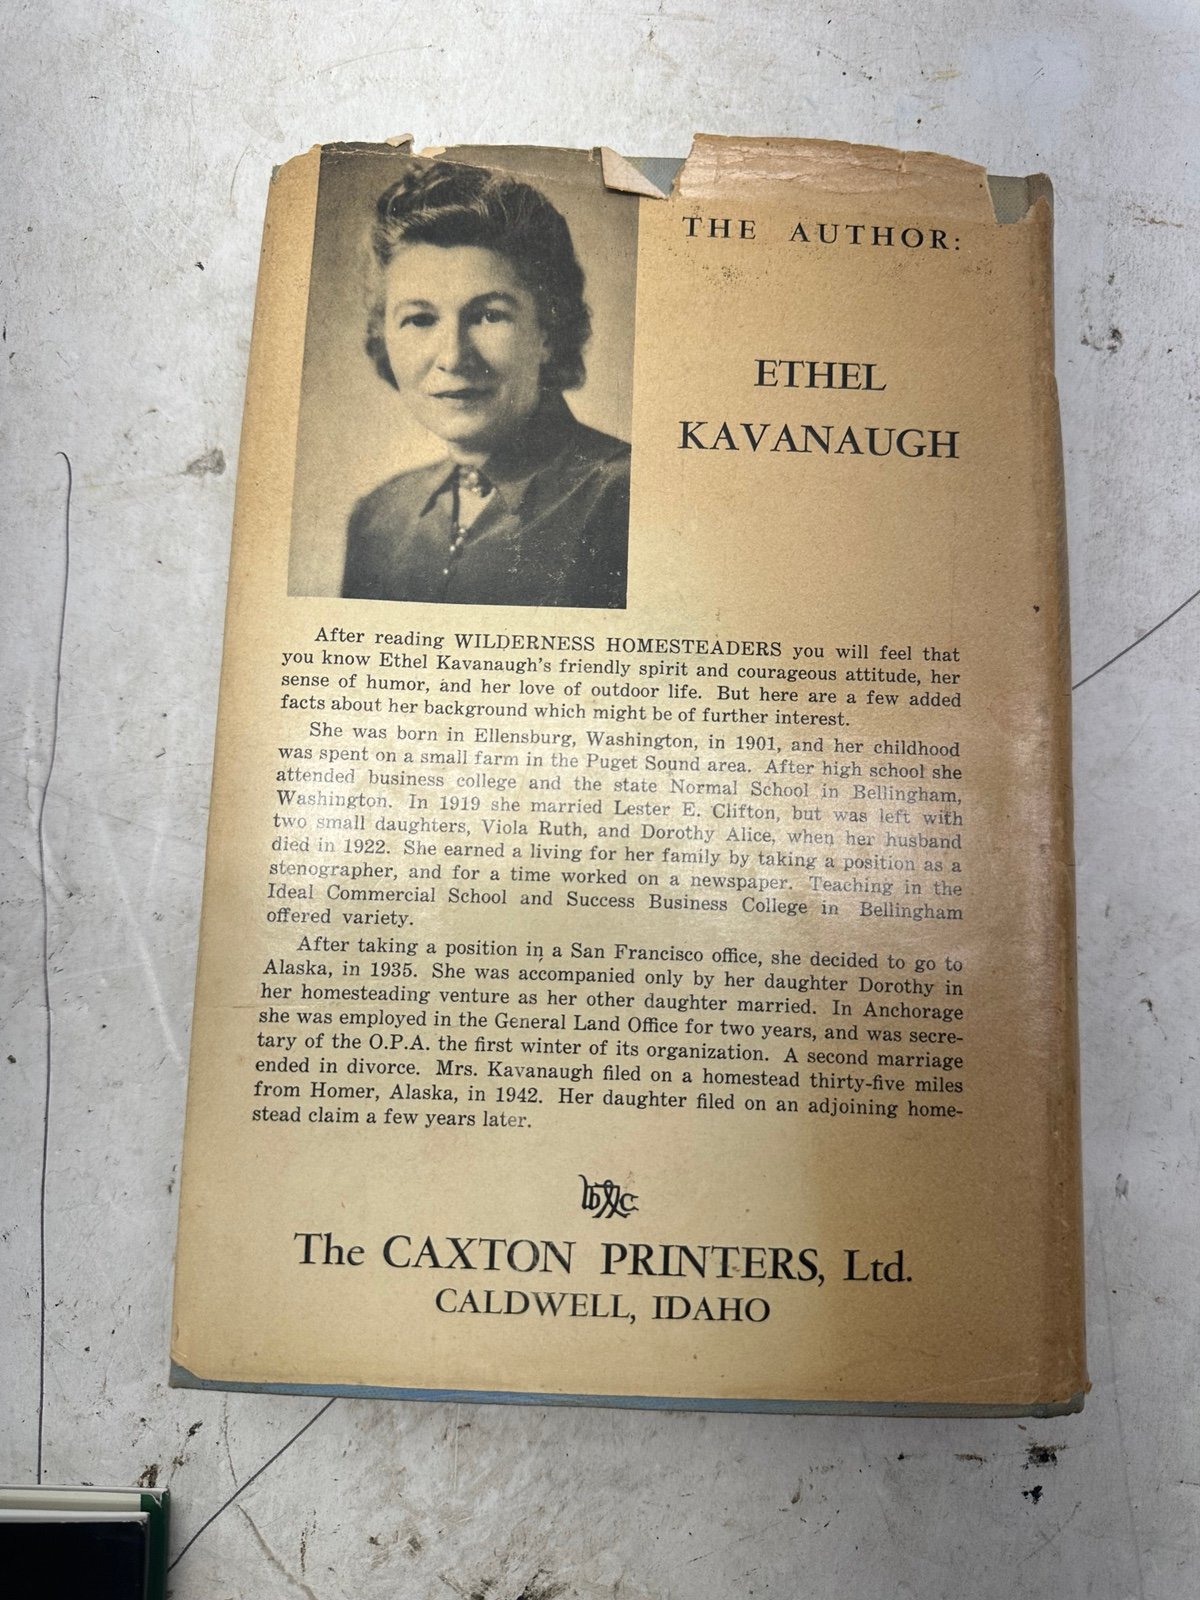 THE AUTHOR:
ETHEL
KAVANAUGH
After reading WILDERNESS HOMESTEADERS you will feel that
you know Ethel Kavanaugh's friendly spirit and courageous attitude, her
sense of humor, and her love of outdoor life. But here are a few added
facts about her background which might be of further interest.
She was born in Ellensburg, Washington, in 1901, and her childhood
was spent on a small farm in the Puget Sound area. After high school she
attended business college and the state Normal School in Bellingham,
Washington. In 1919 she married Lester E. Clifton, but was left with
two small daughters, Viola Ruth, and Dorothy Alice, when her husband
died in 1922. She earned a living for her family by taking a position as a
stenographer, and for a time worked on a newspaper. Teaching in the
Ideal Commercial School and Success Business College in Bellingham
offered variety.
After taking a position in a San Francisco office, she decided to go to
Alaska, in 1935. She was accompanied only by her daughter Dorothy in
her homesteading venture as her other daughter married. In Anchorage
she was employed in the General Land Office for two years, and was secre-
tary of the O.P.A. the first winter of its organization. A second marriage
ended in divorce. Mrs. Kavanaugh filed on a homestead thirty-five miles
from Homer, Alaska, in 1942. Her daughter filed on an adjoining home-
stead claim a few years later.
The CAXTON PRINTERS, Ltd.
CALDWELL, IDAHO